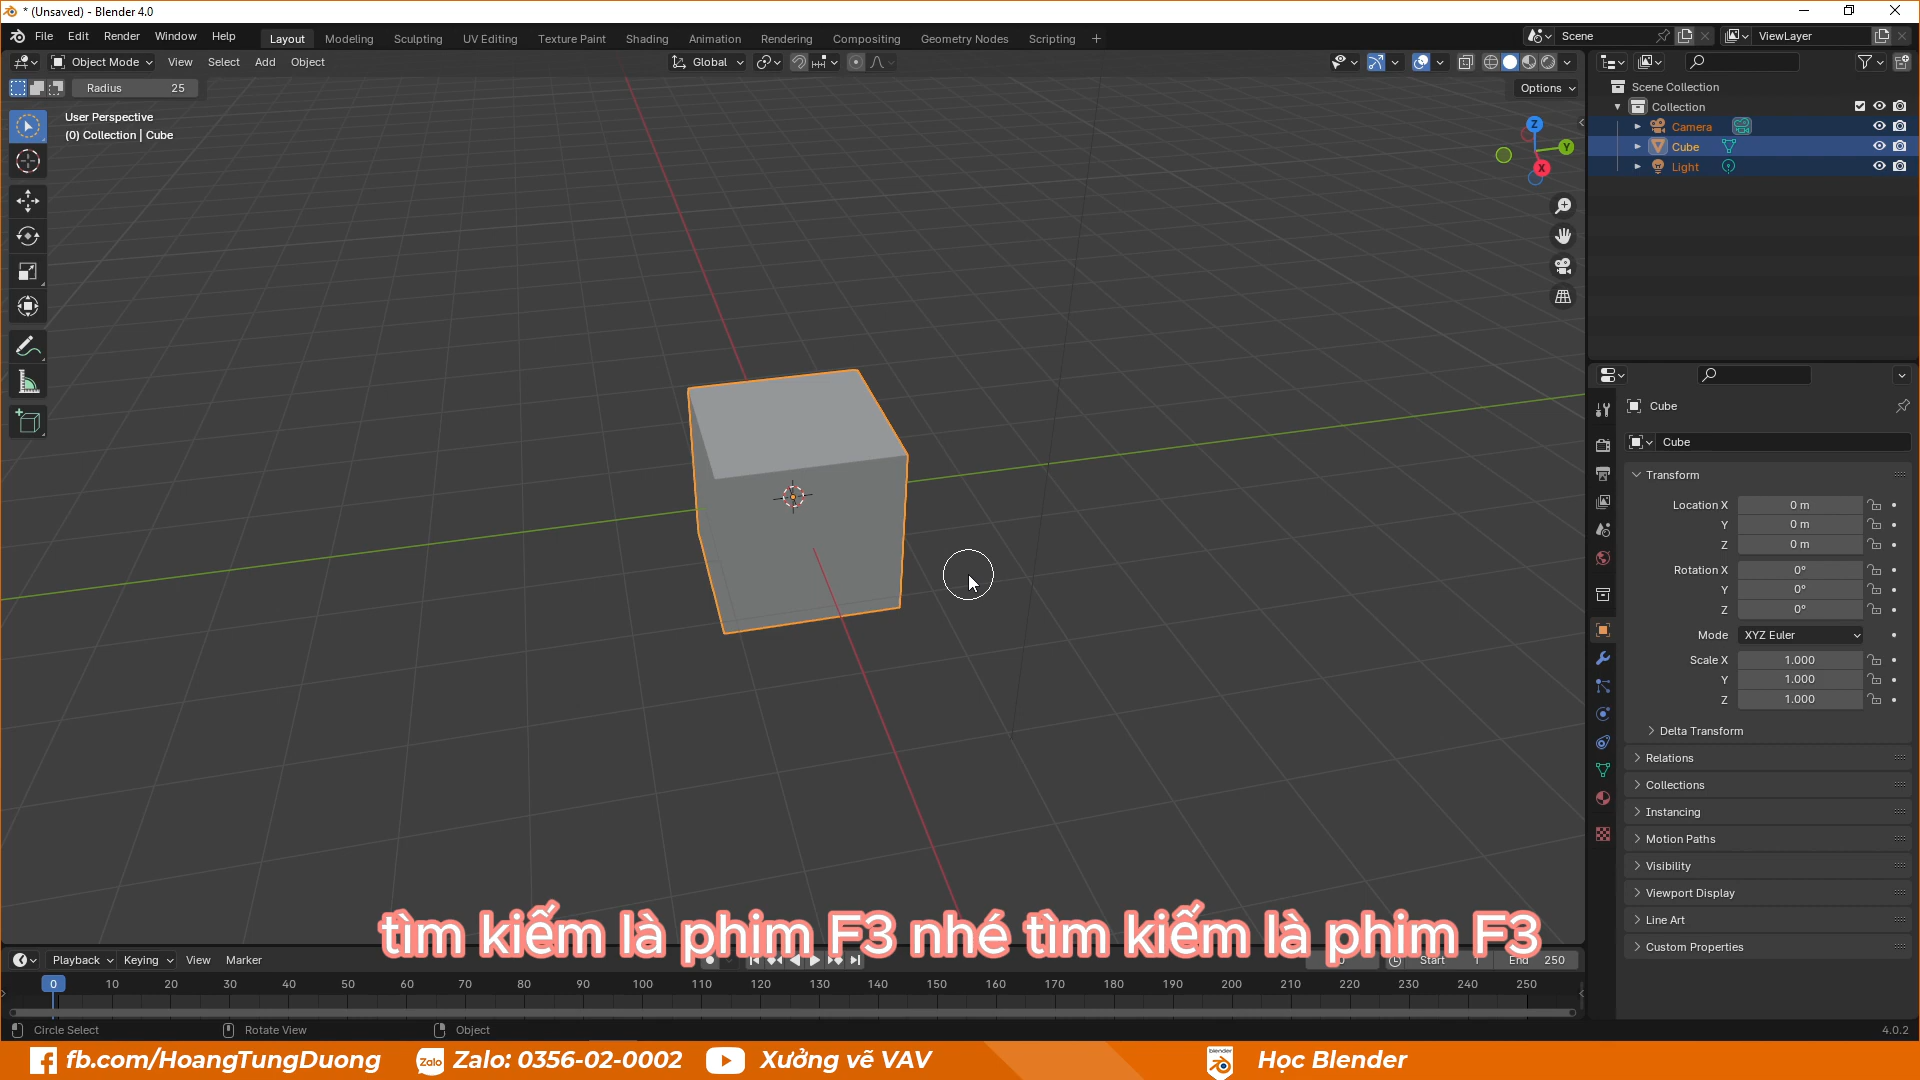 * (Unsaved) - Blender 4.0
File Edit Render Window Help Layout Modeling Sculpting UV Editing Texture Paint Shading Animation Rendering Compositing Geometry Nodes Scripting + Scene ViewLayer
Object Mode View Select Add Object Global
Radius 25 Options
User Perspective
(0) Collection | Cube
Z
Y
X
Scene Collection
Collection
Camera
Cube
Light
Cube
Cube
Transform
Location X 0 m
Y 0 m
Z 0 m
Rotation X 0°
Y 0°
Z 0°
Mode XYZ Euler
Scale X 1.000
Y 1.000
Z 1.000
Delta Transform
Relations
Collections
Instancing
Motion Paths
Visibility
Viewport Display
Line Art
Custom Properties
tìm kiếm là phim F3 nhé tìm kiếm là phim F3
Playback Keying View Marker Start 1 End 250
0 10 20 30 40 50 60 70 80 90 100 110 120 130 140 150 160 170 180 190 200 210 220 230 240 250
Circle Select Rotate View Object 4.0.2
fb.com/HoangTungDuong Zalo Zalo: 0356-02-0002 Xưởng vẽ VAV blender Học Blender